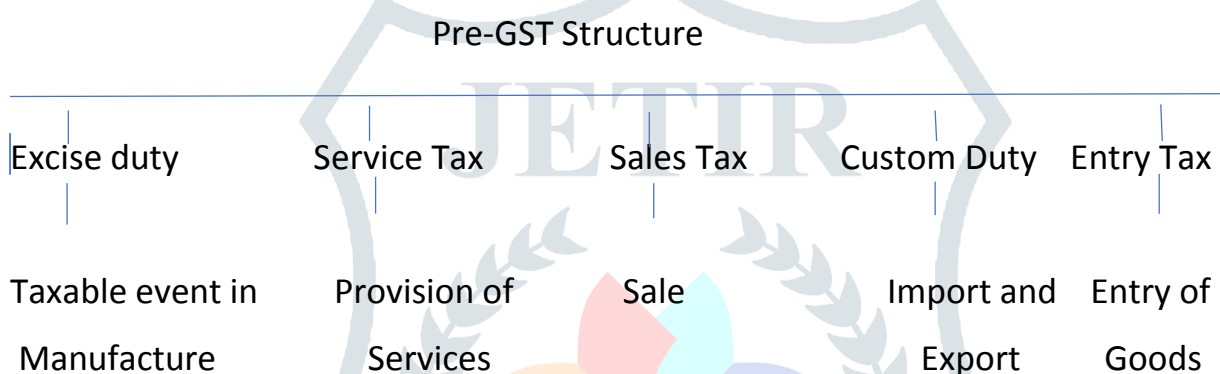 Pre-GST Structure
JETIR
Excise duty Service Tax Sales Tax Custom Duty Entry Tax
Taxable event in Provision of Sale Import and Entry of
Manufacture Services Export Goods